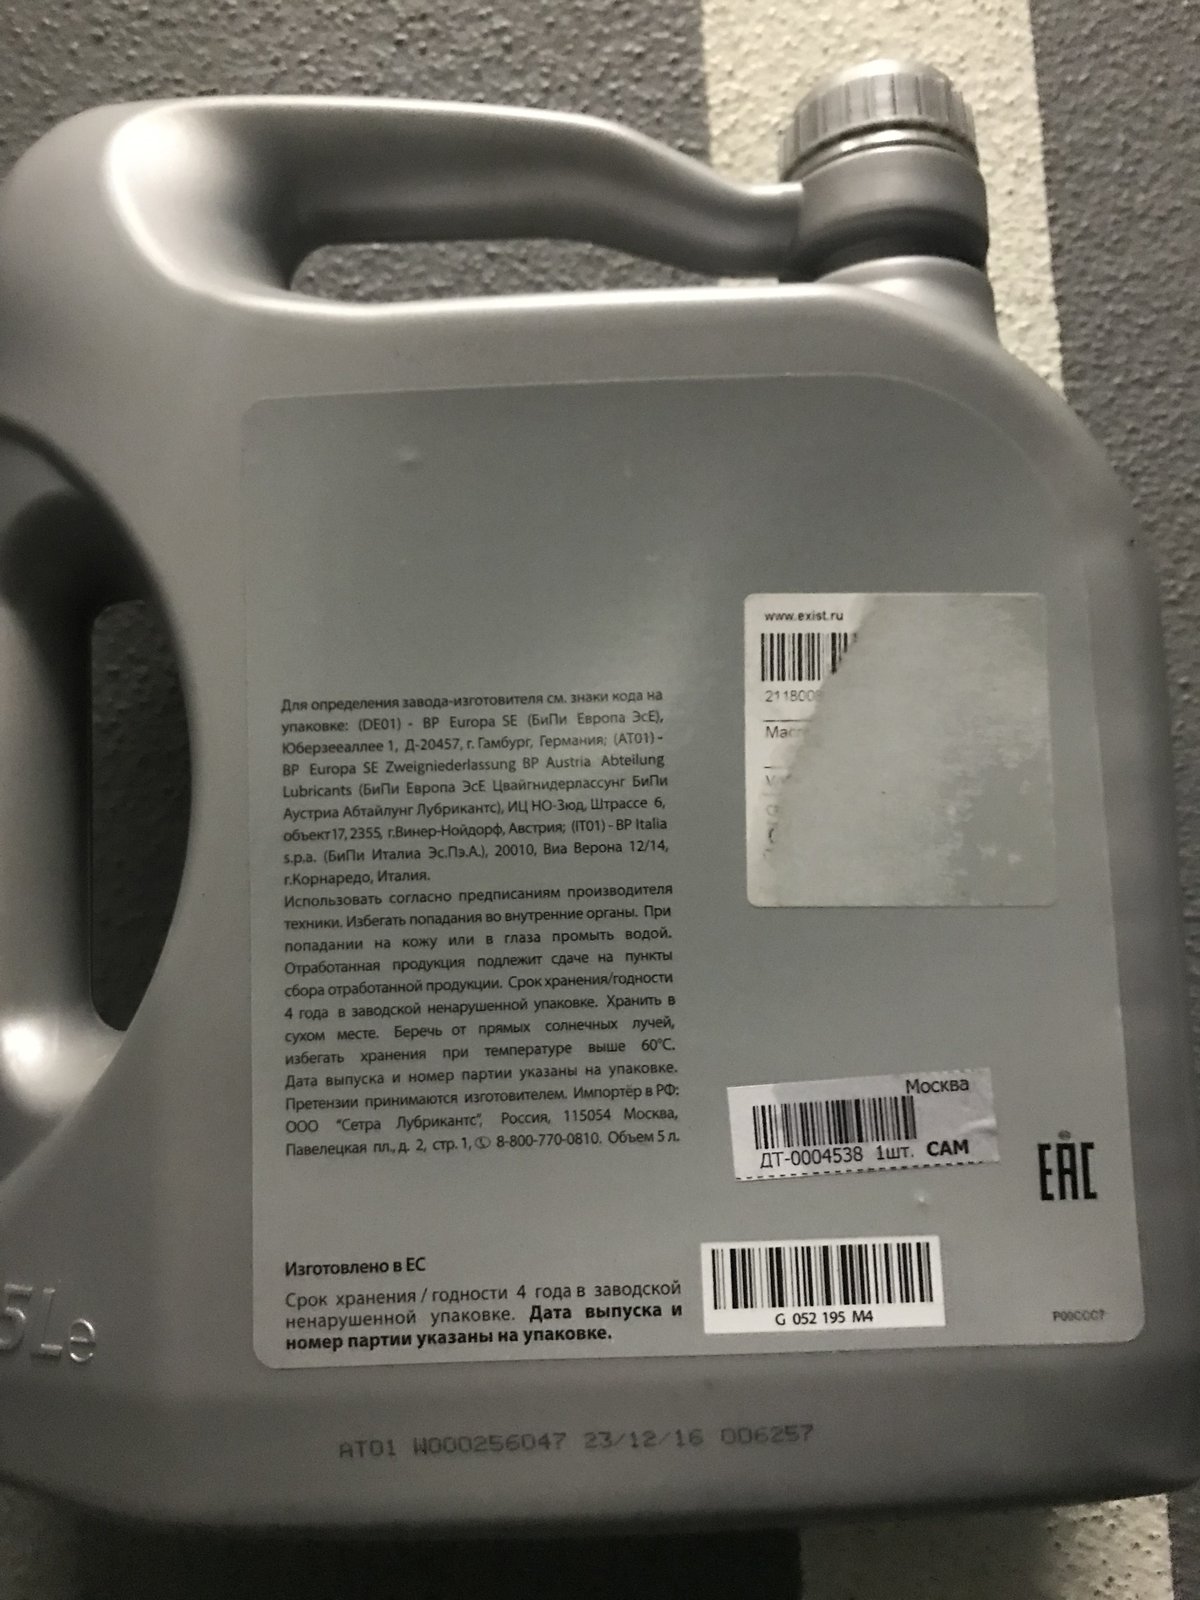 www.exist.ru
Для определения завода-изготовителя см. знаки кода на
упаковке: (DE01) - BP Europa SE (БиПи Европа ЭсЕ),
Юберзееаллее 1, Д-20457, г. Гамбург, Германия; (AT01) -
BP Europa SE Zweigniederlassung BP Austria Abteilung
Lubricants (БиПи Европа ЭсЕ Цвайгнидерлассунг БиПи
Аустриа Абтайлунг Лубрикантс), ИЦ НО-Зюд, Штрассе 6,
объект17, 2355, г.Винер-Нойдорф, Австрия; (IT01) - BP Italia
s.p.a. (БиПи Италиа Эс.Пэ.А.), 20010, Виа Верона 12/14,
г.Корнаредо, Италия.
Использовать согласно предписаниям производителя
техники. Избегать попадания во внутренние органы. При
попадании на кожу или в глаза промыть водой.
Отработанная продукция подлежит сдаче на пункты
сбора отработанной продукции. Срок хранения/годности
4 года в заводской ненарушенной упаковке. Хранить в
сухом месте. Беречь от прямых солнечных лучей,
избегать хранения при температуре выше 60°С.
Дата выпуска и номер партии указаны на упаковке.
Претензии принимаются изготовителем. Импортёр в РФ:
ООО "Сетра Лубрикантс", Россия, 115054 Москва,
Павелецкая пл., д. 2, стр. 1, 8-800-770-0810. Объем 5 л.
Москва
ДТ-0004538 1шт. САМ
EAC
Изготовлено в ЕС
Срок хранения / годности 4 года в заводской
ненарушенной упаковке. Дата выпуска и
номер партии указаны на упаковке.
G 052 195 M4
5L e
AT01 W000256047 23/12/16 006257